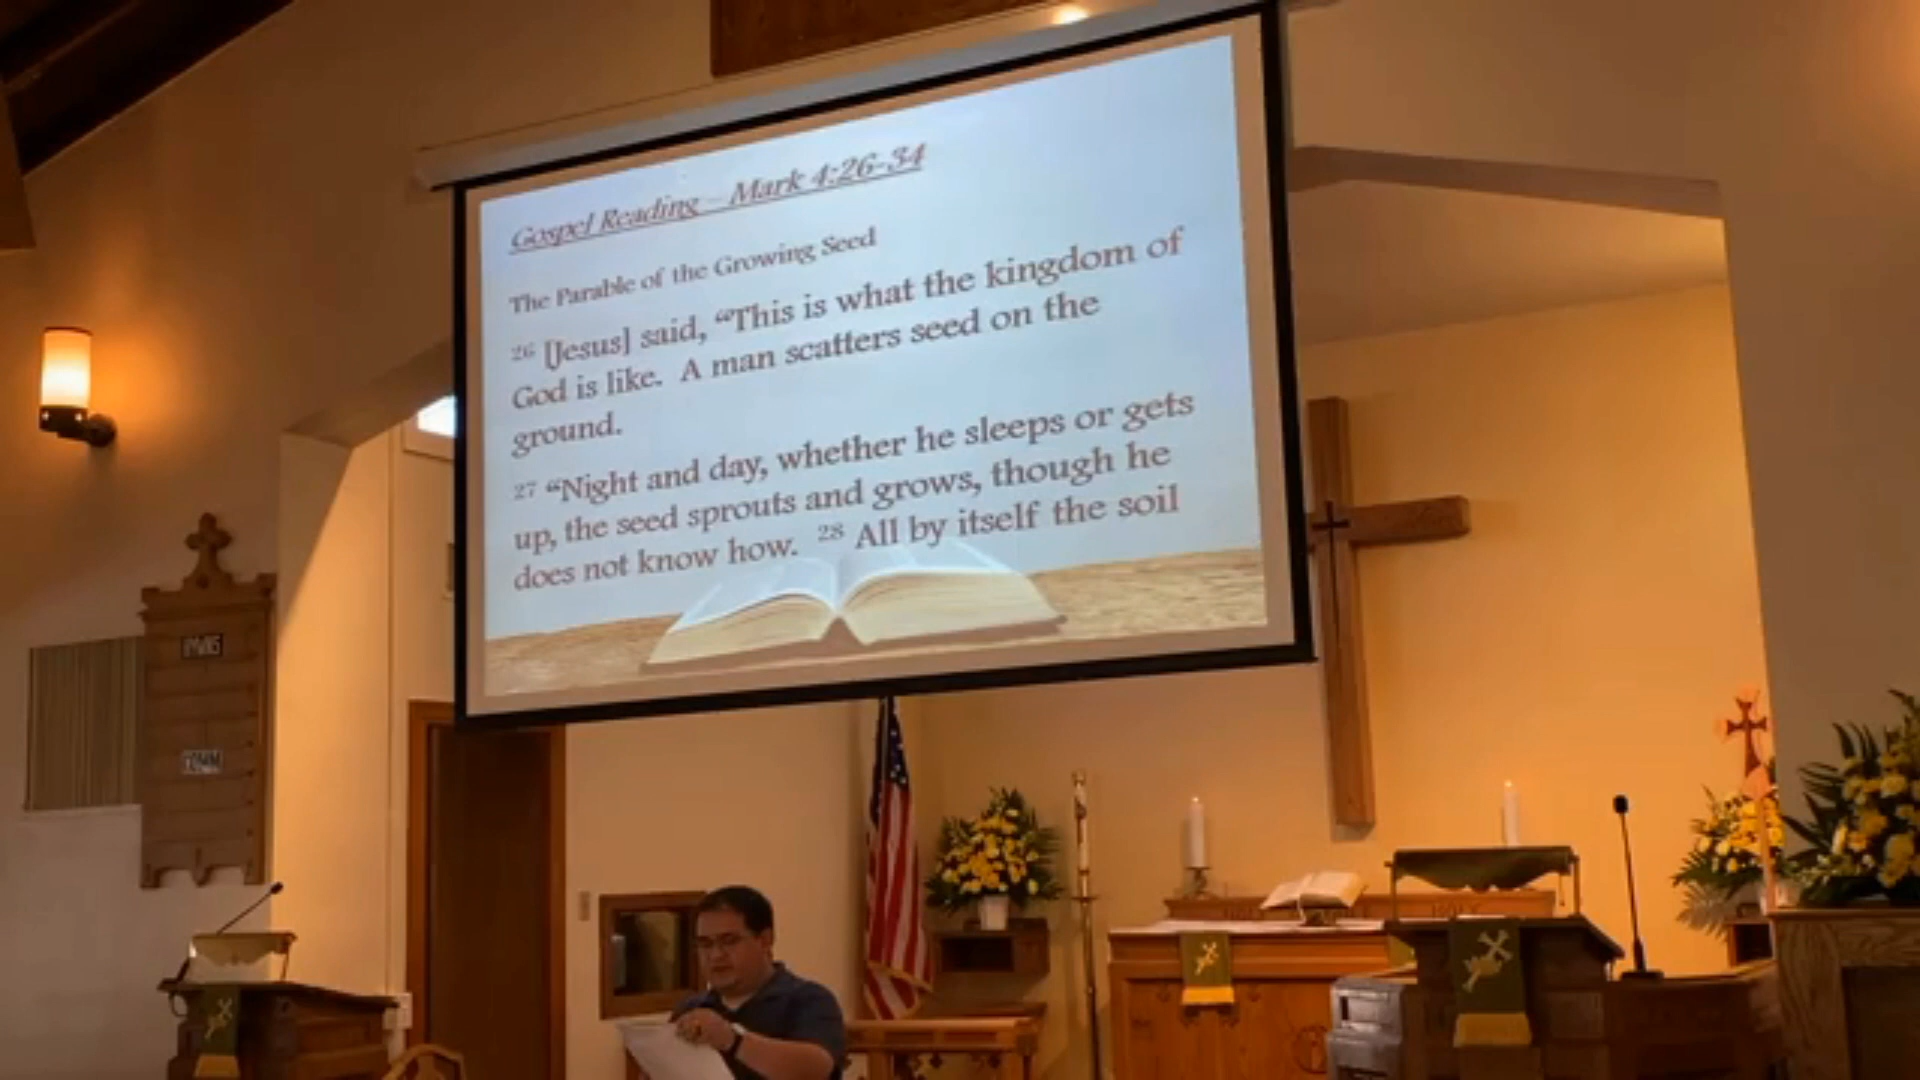 Gospel Reading – Mark 4:26-34
The Parable of the Growing Seed
26 [Jesus] said, “This is what the kingdom of
God is like. A man scatters seed on the
ground.
27 “Night and day, whether he sleeps or gets
up, the seed sprouts and grows, though he
does not know how. 28 All by itself the soil
HYMNS
COMM